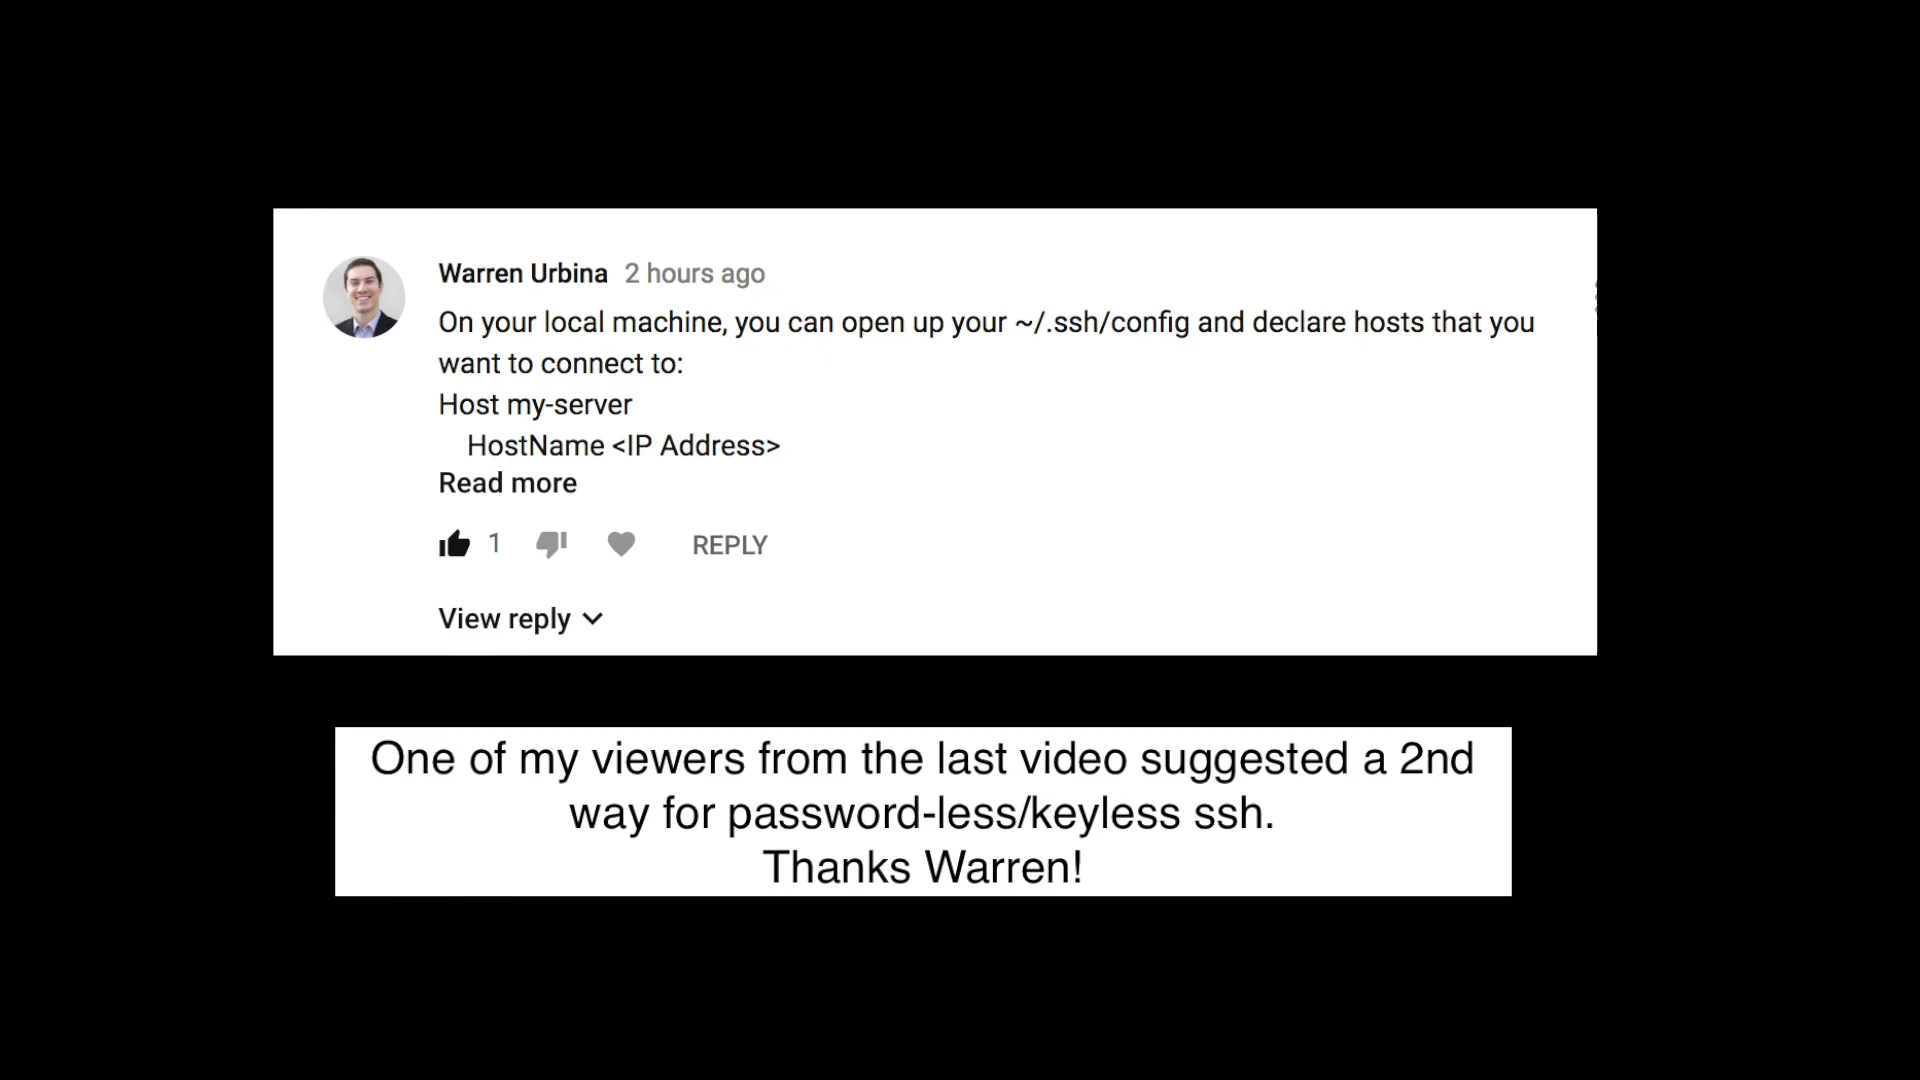 Warren Urbina 2 hours ago
On your local machine, you can open up your ~/.ssh/config and declare hosts that you
want to connect to:
Host my-server
HostName <IP Address>
Read more
1 REPLY
View reply
One of my viewers from the last video suggested a 2nd
way for password-less/keyless ssh.
Thanks Warren!